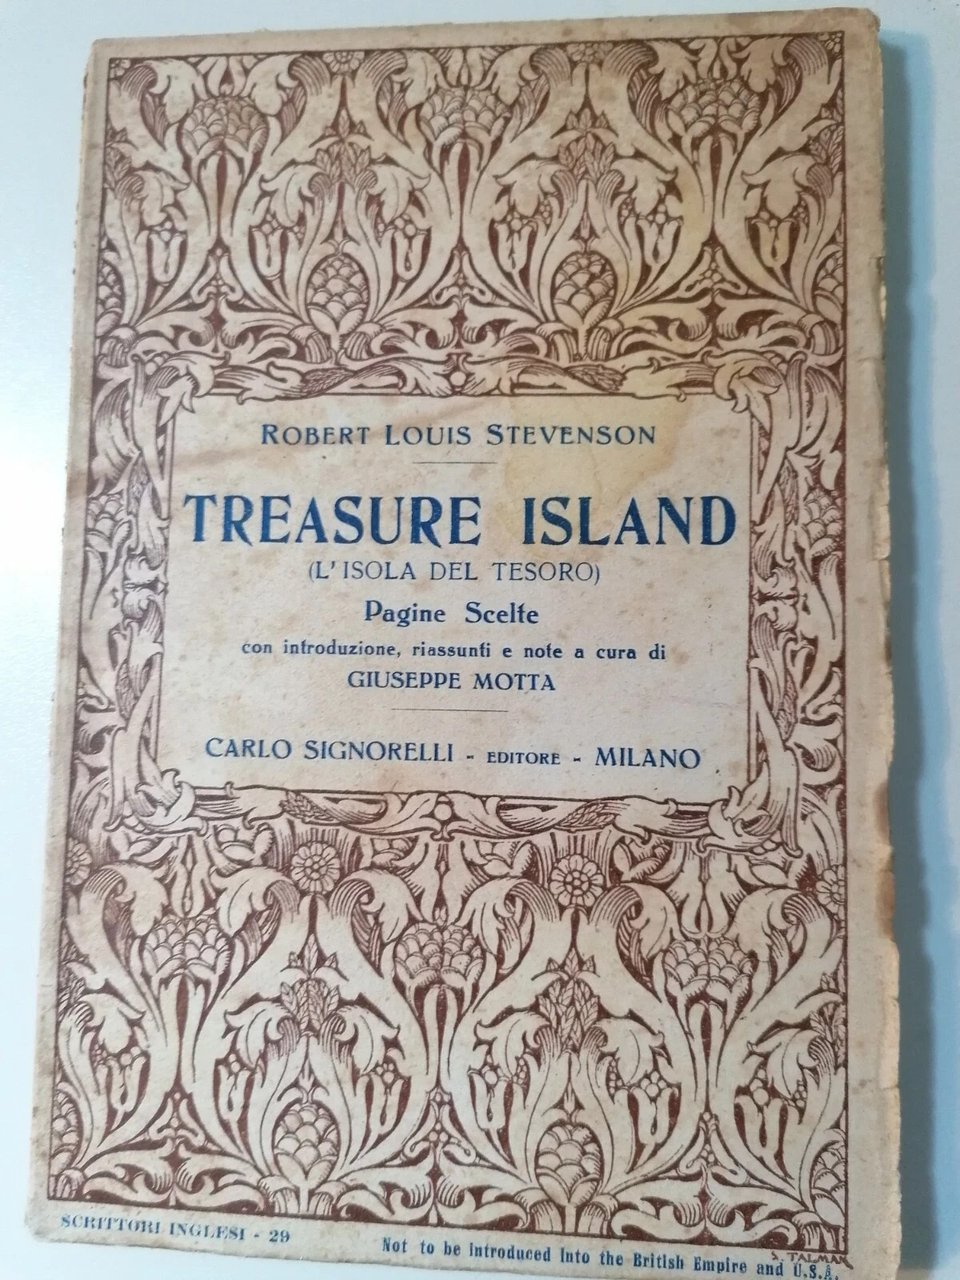 ROBERT LOUIS STEVENSON
TREASURE ISLAND
(L'ISOLA DEL TESORO)
Pagine Scelte
con introduzione, riassunti e note a cura di
GIUSEPPE MOTTA
CARLO SIGNORELLI - EDITORE - MILANO
S. TALMAN
SCRITTORI INGLESI - 29
Not to be introduced into the British Empire and U.S.A.